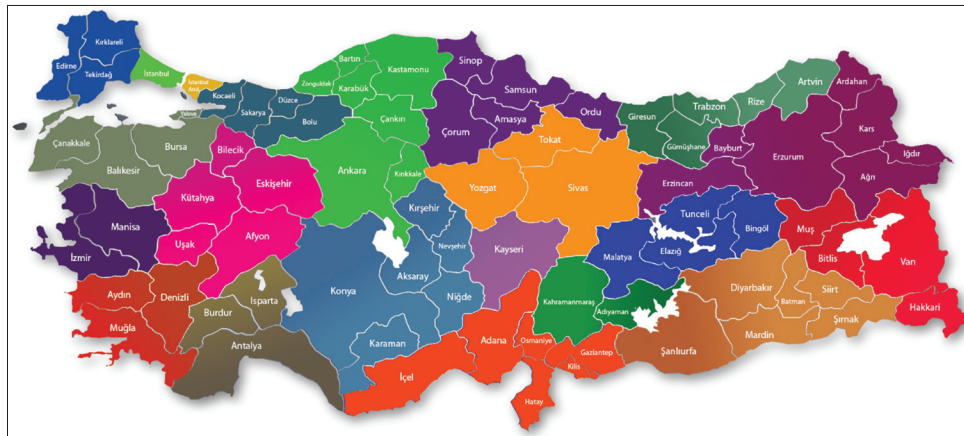 Kırklareli
Edirne
Tekirdağ
İstanbul
İstanbul
Kocaeli
Yalova
Sakarya
Düzce
Bolu
Zonguldak
Bartın
Karabük
Kastamonu
Çankırı
Sinop
Samsun
Çorum
Amasya
Ordu
Tokat
Giresun
Trabzon
Gümüşhane
Rize
Artvin
Ardahan
Kars
Iğdır
Ağrı
Erzurum
Bayburt
Erzincan
Çanakkale
Balıkesir
Bursa
Bilecik
Eskişehir
Kütahya
Uşak
Afyon
Ankara
Kırıkkale
Kırşehir
Yozgat
Sivas
Manisa
İzmir
Aydın
Denizli
Muğla
Burdur
Isparta
Antalya
Konya
Aksaray
Nevşehir
Niğde
Karaman
Kayseri
İçel
Adana
Osmaniye
Hatay
Kilis
Gaziantep
Kahramanmaraş
Adıyaman
Malatya
Elazığ
Tunceli
Bingöl
Muş
Bitlis
Van
Hakkari
Diyarbakır
Batman
Siirt
Şırnak
Mardin
Şanlıurfa